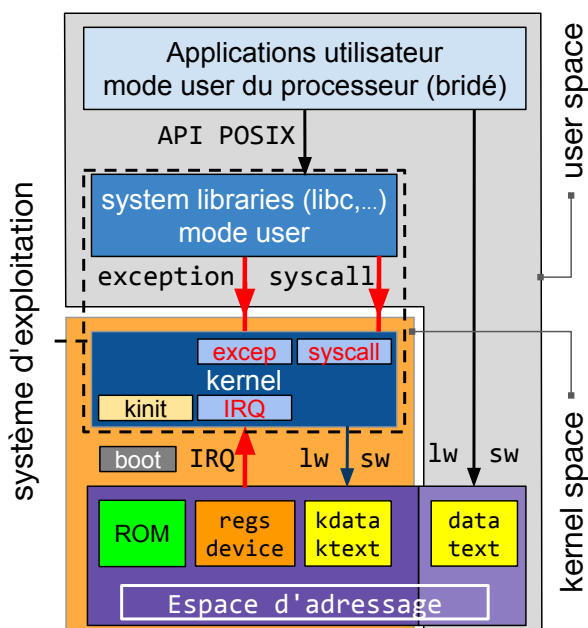 Applications utilisateur
mode user du processeur (bridé)
API POSIX
user space
system libraries (libc,...)
mode user
exception syscall
système d'exploitation
excep syscall
kernel
kinit IRQ
boot IRQ lw sw lw sw
kernel space
ROM
regs
device
kdata
ktext
data
text
Espace d'adressage